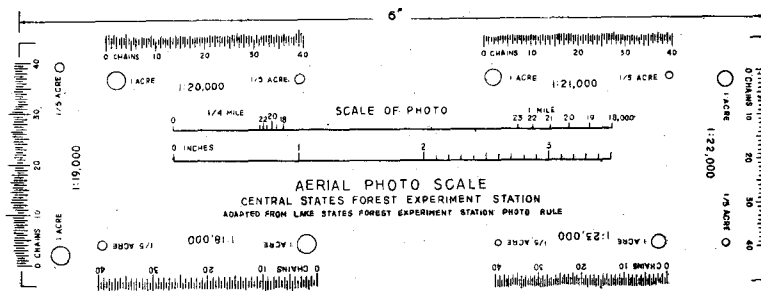 6"
0 CHAINS 10 20 30 40
1 ACRE 1:20,000 1/5 ACRE
0 CHAINS 10 20 30 40
1 ACRE 1:21,000 1/5 ACRE
1/4 MILE SCALE OF PHOTO 1 MILE
0 22 20 18 23 22 21 20 19 18,000
0 INCHES 1 2 3
AERIAL PHOTO SCALE
CENTRAL STATES FOREST EXPERIMENT STATION
ADAPTED FROM LAKE STATES FOREST EXPERIMENT STATION PHOTO RULE
0 CHAINS 10 20 30 40
1 ACRE 1:19,000 1/5 ACRE
0 CHAINS 10 20 30 40
1 ACRE 1:22,000 1/5 ACRE
1 ACRE 1:18,000 1/5 ACRE
0 CHAINS 10 20 30 40
1 ACRE 1:23,000 1/5 ACRE
0 CHAINS 10 20 30 40